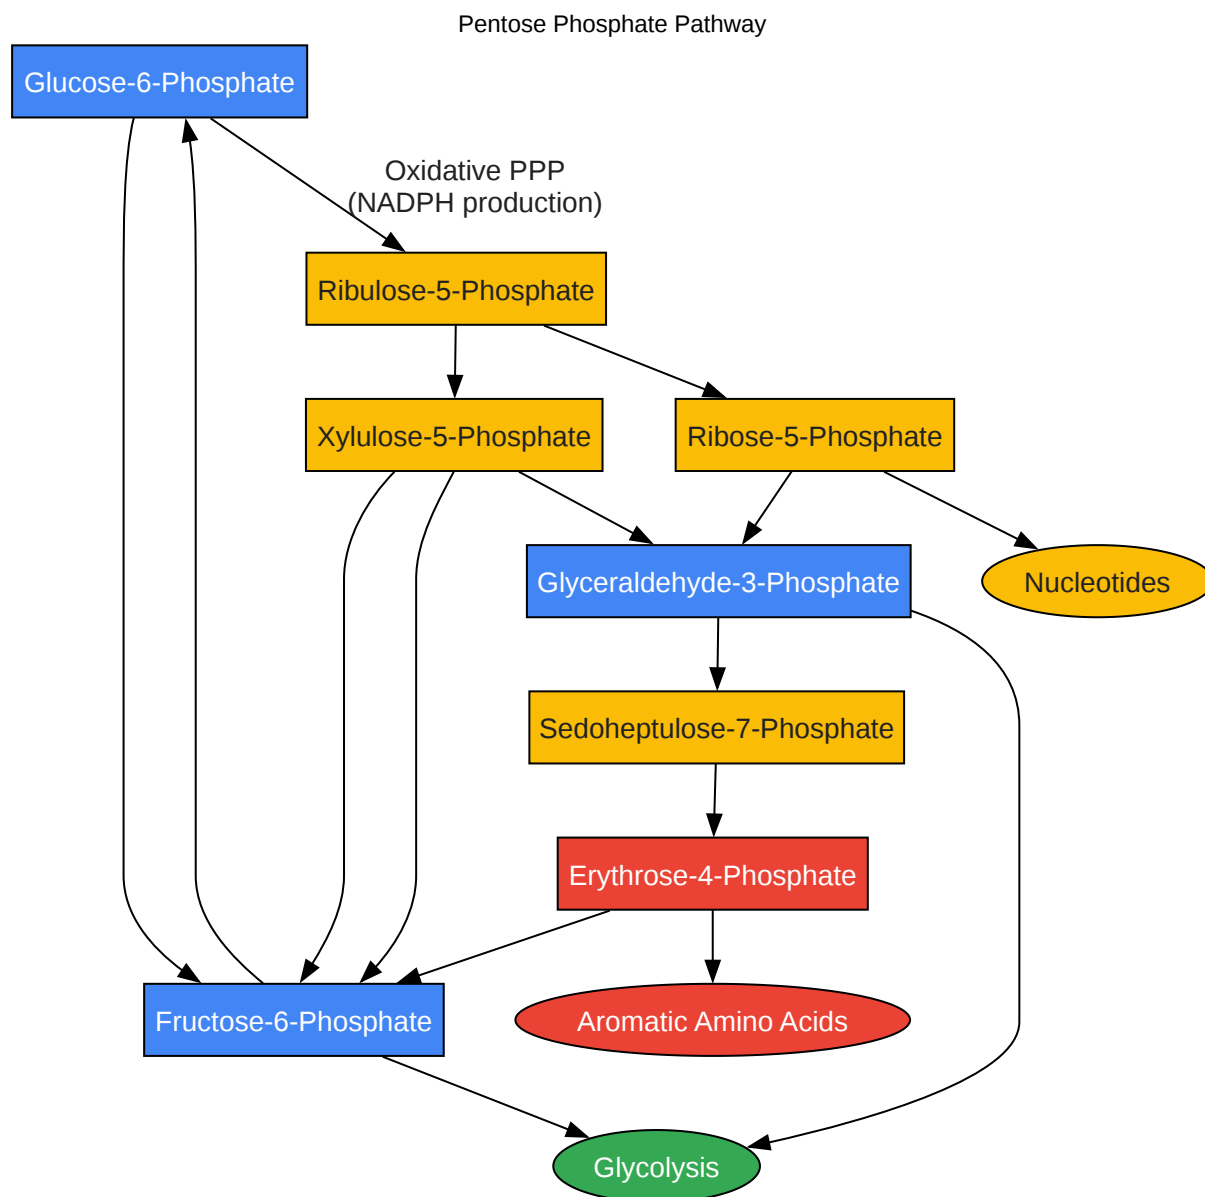 Pentose Phosphate Pathway
Glucose-6-Phosphate
Oxidative PPP
(NADPH production)
Ribulose-5-Phosphate
Xylulose-5-Phosphate
Ribose-5-Phosphate
Glyceraldehyde-3-Phosphate
Nucleotides
Sedoheptulose-7-Phosphate
Erythrose-4-Phosphate
Fructose-6-Phosphate
Aromatic Amino Acids
Glycolysis